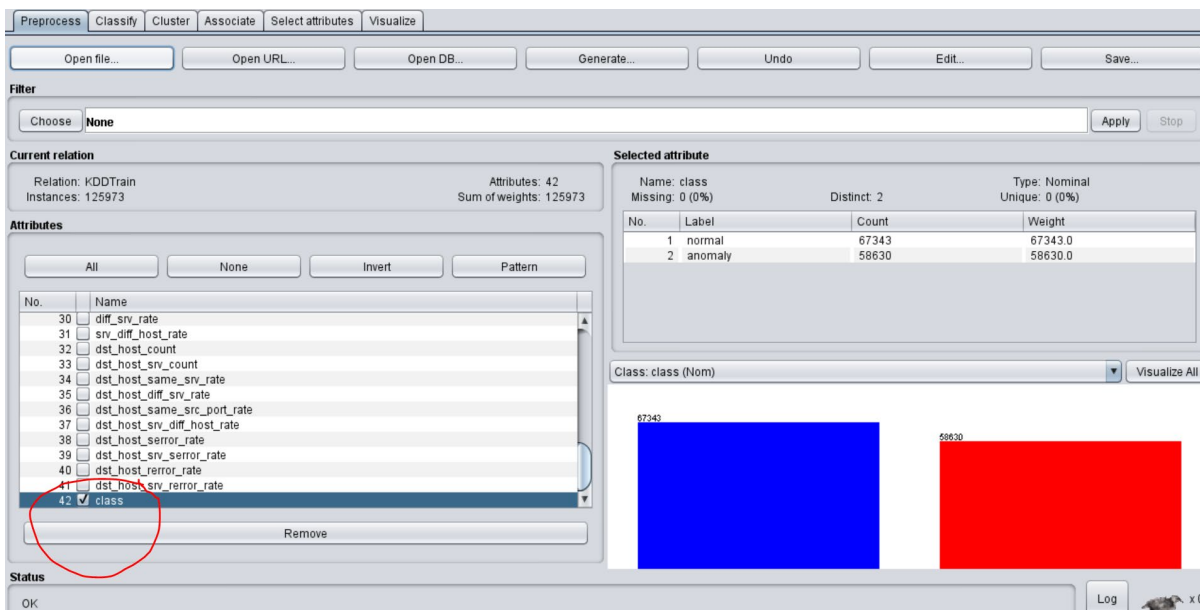 Preprocess Classify Cluster Associate Select attributes Visualize
Open file... Open URL... Open DB... Generate... Undo Edit... Save...
Filter
Choose None Apply Stop
Current relation
Relation: KDDTrain Attributes: 42
Instances: 125973 Sum of weights: 125973
Attributes
All None Invert Pattern
No. Name
30 diff_srv_rate
31 srv_diff_host_rate
32 dst_host_count
33 dst_host_srv_count
34 dst_host_same_srv_rate
35 dst_host_diff_srv_rate
36 dst_host_same_src_port_rate
37 dst_host_srv_diff_host_rate
38 dst_host_serror_rate
39 dst_host_srv_serror_rate
40 dst_host_rerror_rate
41 dst_host_srv_rerror_rate
42 class
Remove
Selected attribute
Name: class Type: Nominal
Missing: 0 (0%) Distinct: 2 Unique: 0 (0%)
No. Label Count Weight
1 normal 67343 67343.0
2 anomaly 58630 58630.0
Class: class (Nom) Visualize All
67343 58630
Status
OK Log x 0